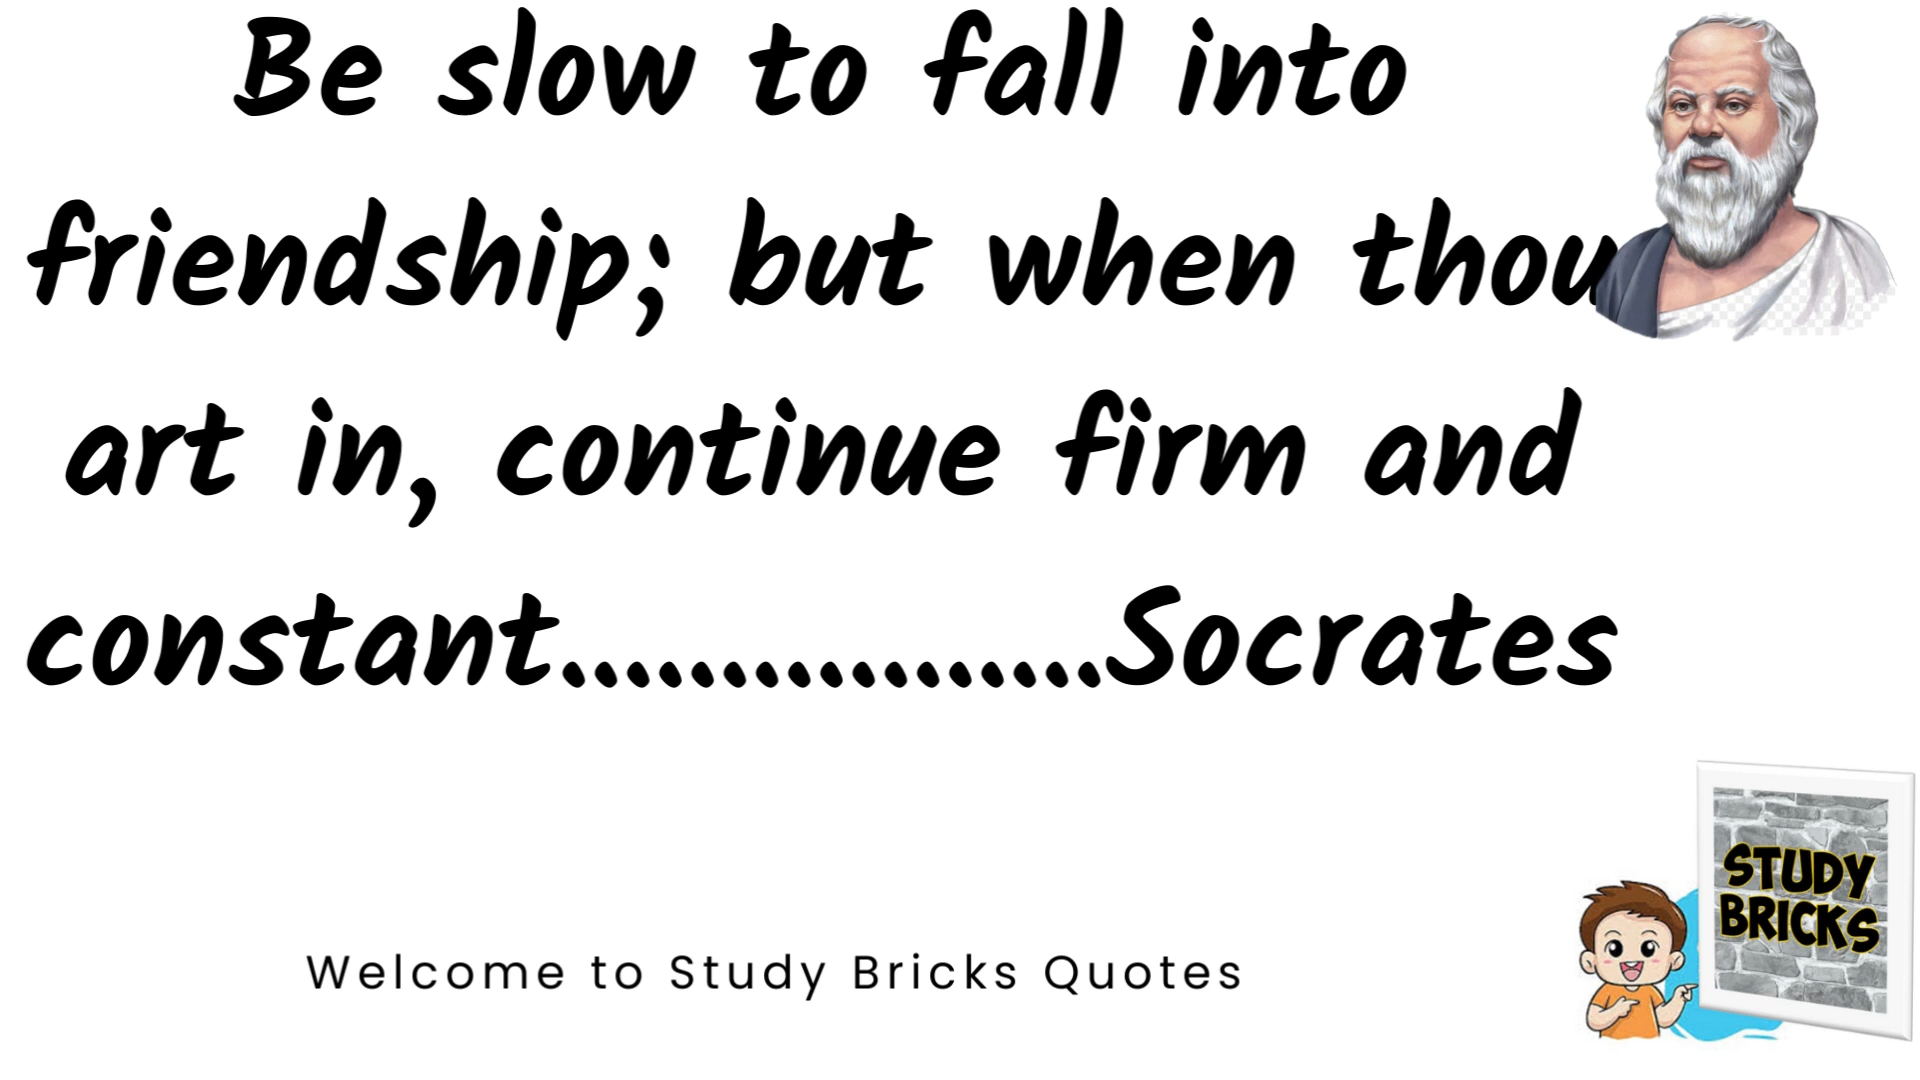 Be slow to fall into
friendship; but when thou
art in, continue firm and
constant.................Socrates
STUDY
BRICKS
Welcome to Study Bricks Quotes